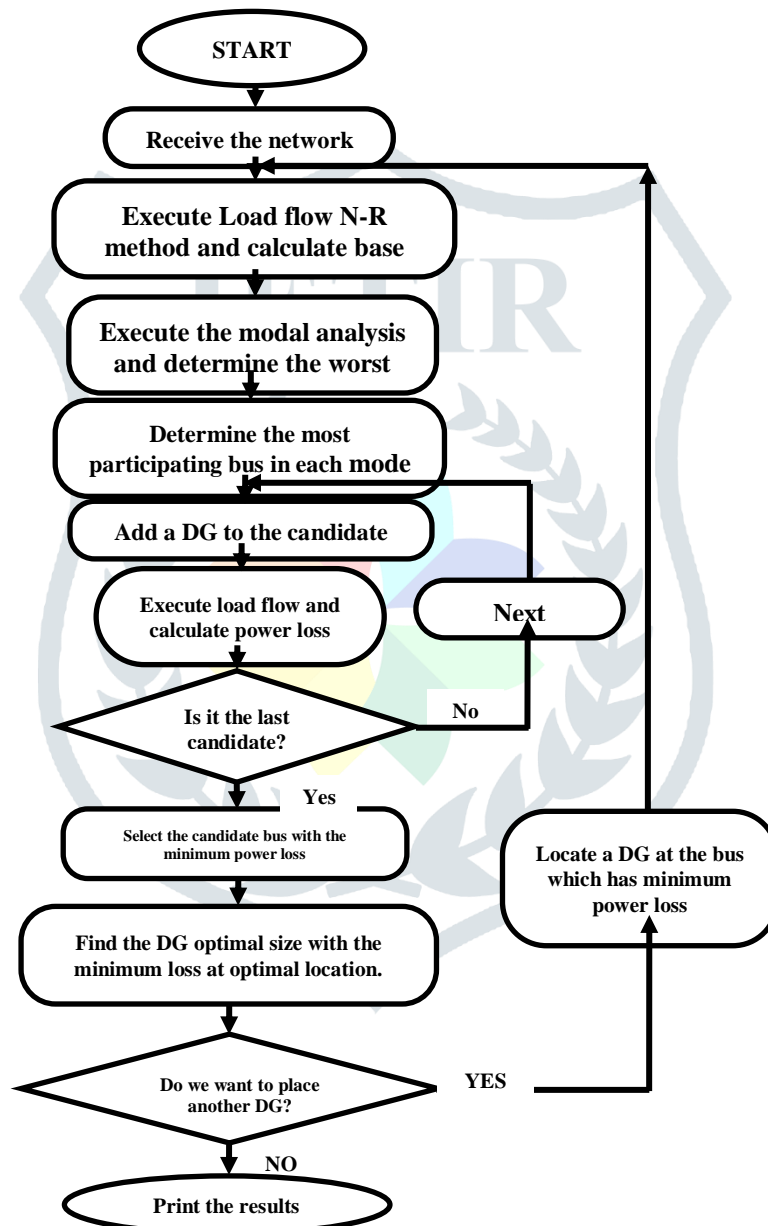 START
Receive the network
Execute Load flow N-R
method and calculate base
JETIR
Execute the modal analysis
and determine the worst
Determine the most
participating bus in each mode
Add a DG to the candidate
Execute load flow and
calculate power loss
Next
Is it the last
candidate?
No
Yes
Select the candidate bus with the
minimum power loss
Locate a DG at the bus
which has minimum
power loss
Find the DG optimal size with the
minimum loss at optimal location.
Do we want to place
another DG?
YES
NO
Print the results